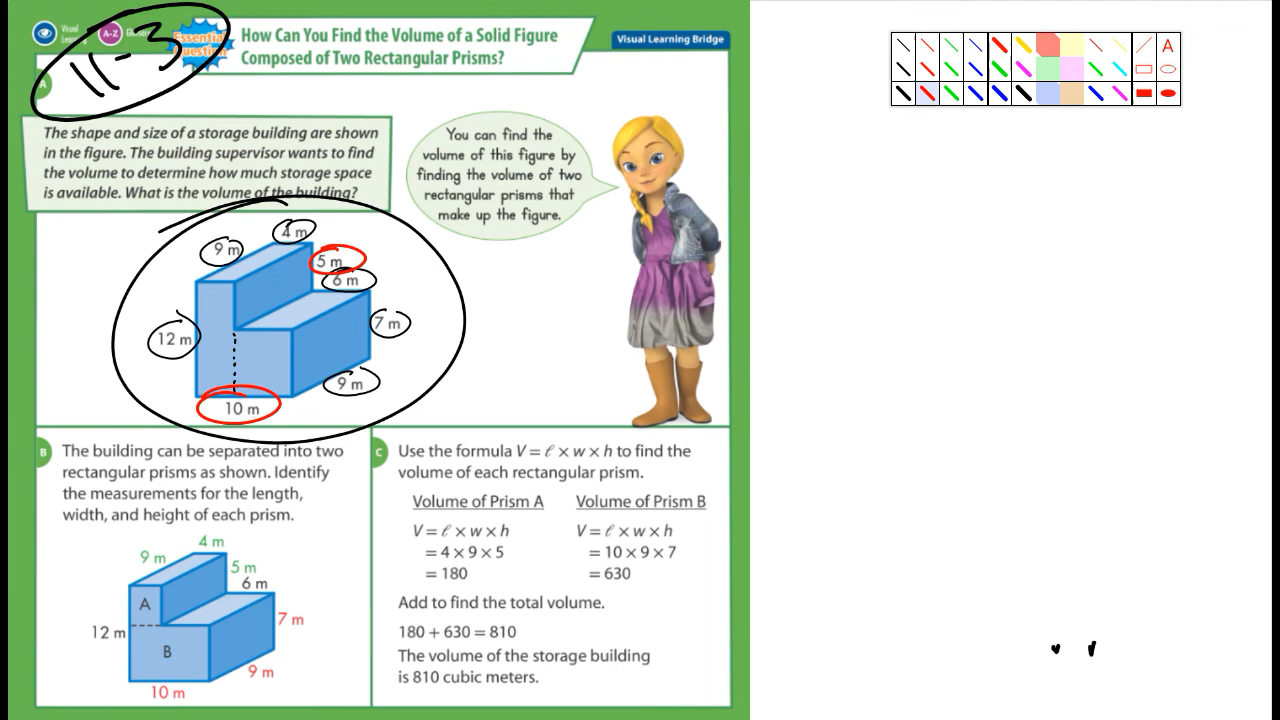 Visual
A-Z
Essential
Question
How Can You Find the Volume of a Solid Figure
Composed of Two Rectangular Prisms?
Visual Learning Bridge
11-3
A
The shape and size of a storage building are shown
in the figure. The building supervisor wants to find
the volume to determine how much storage space
is available. What is the volume of the building?
You can find the
volume of this figure by
finding the volume of two
rectangular prisms that
make up the figure.
4 m
9 m
5 m
6 m
12 m
7 m
9 m
10 m
B
The building can be separated into two
rectangular prisms as shown. Identify
the measurements for the length,
width, and height of each prism.
4 m
9 m
5 m
6 m
A
7 m
12 m
B
9 m
10 m
C
Use the formula V = ℓ × w × h to find the
volume of each rectangular prism.
Volume of Prism A
V = ℓ × w × h
= 4 × 9 × 5
= 180
Volume of Prism B
V = ℓ × w × h
= 10 × 9 × 7
= 630
Add to find the total volume.
180 + 630 = 810
The volume of the storage building
is 810 cubic meters.
A